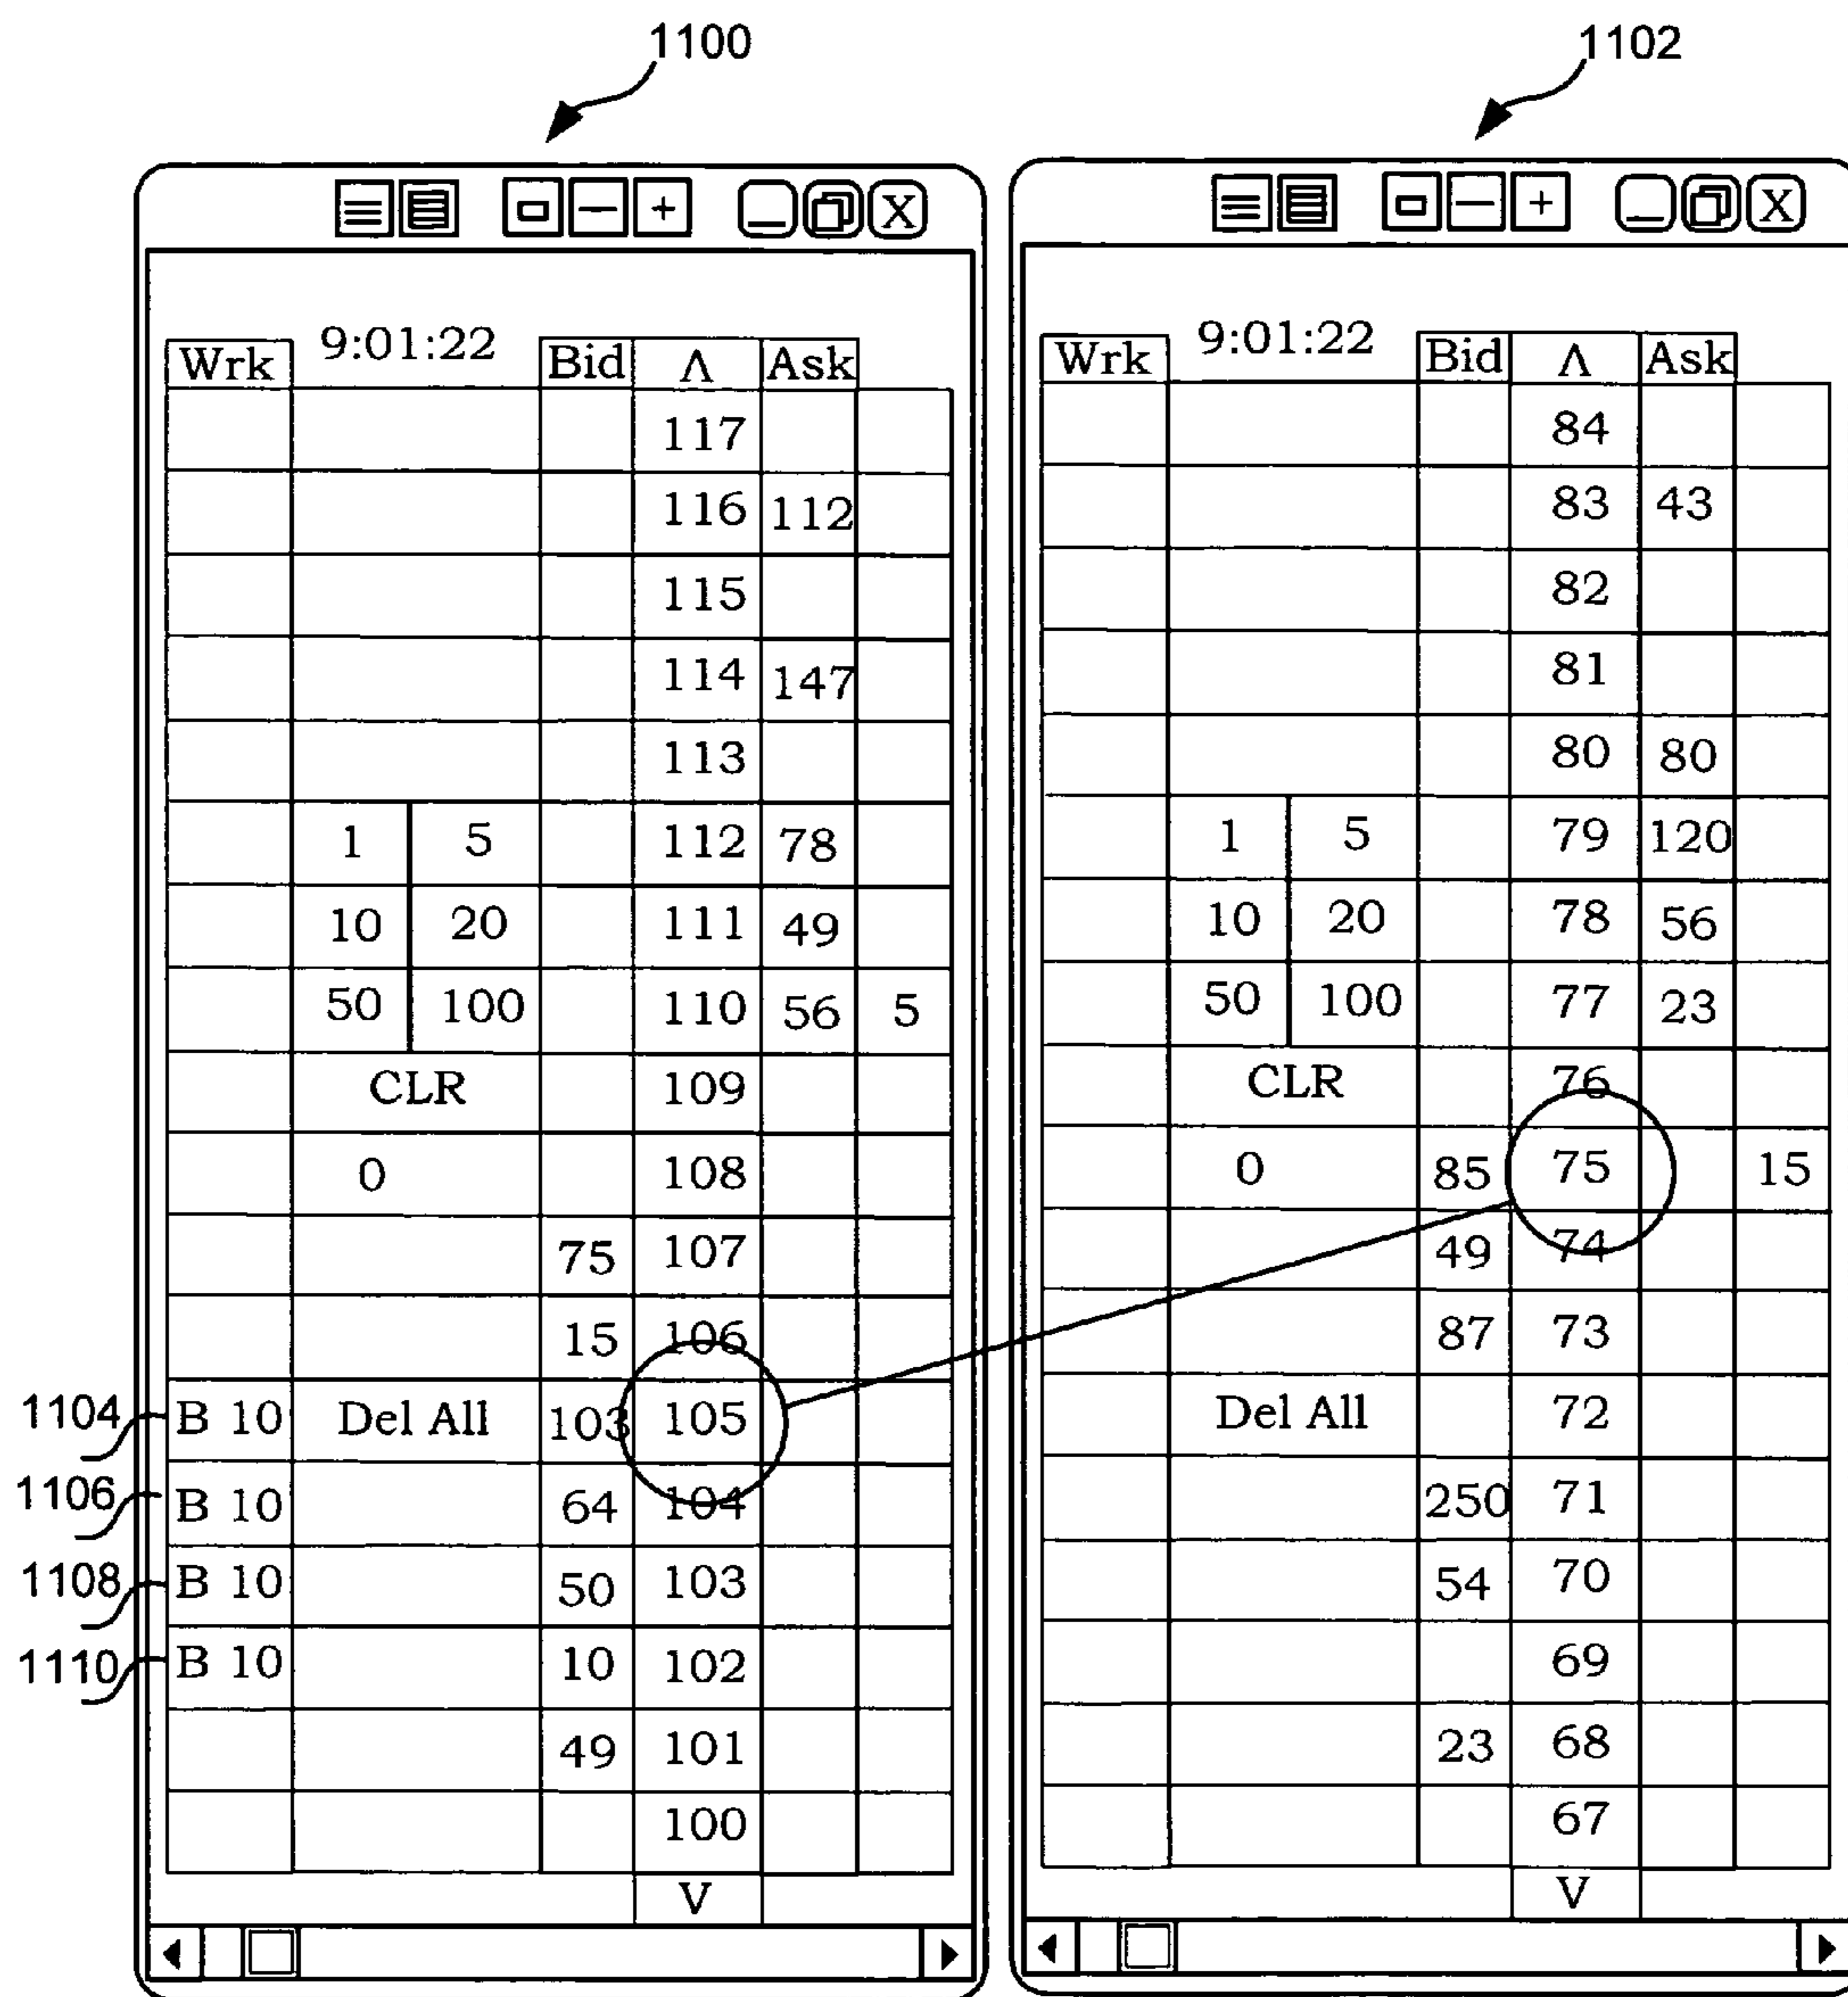 1100
1102
X
X
Wrk 9:01:22 Bid Λ Ask
117
116 112
115
114 147
113
1 5 112 78
10 20 111 49
50 100 110 56 5
CLR 109
0 108
75 107
15 106
1104 B 10 Del All 103 105
1106 B 10 64 104
1108 B 10 50 103
1110 B 10 10 102
49 101
100
V
Wrk 9:01:22 Bid Λ Ask
84
83 43
82
81
80 80
1 5 79 120
10 20 78 56
50 100 77 23
CLR 76
0 85 75 15
49 74
87 73
Del All 72
250 71
54 70
69
23 68
67
V